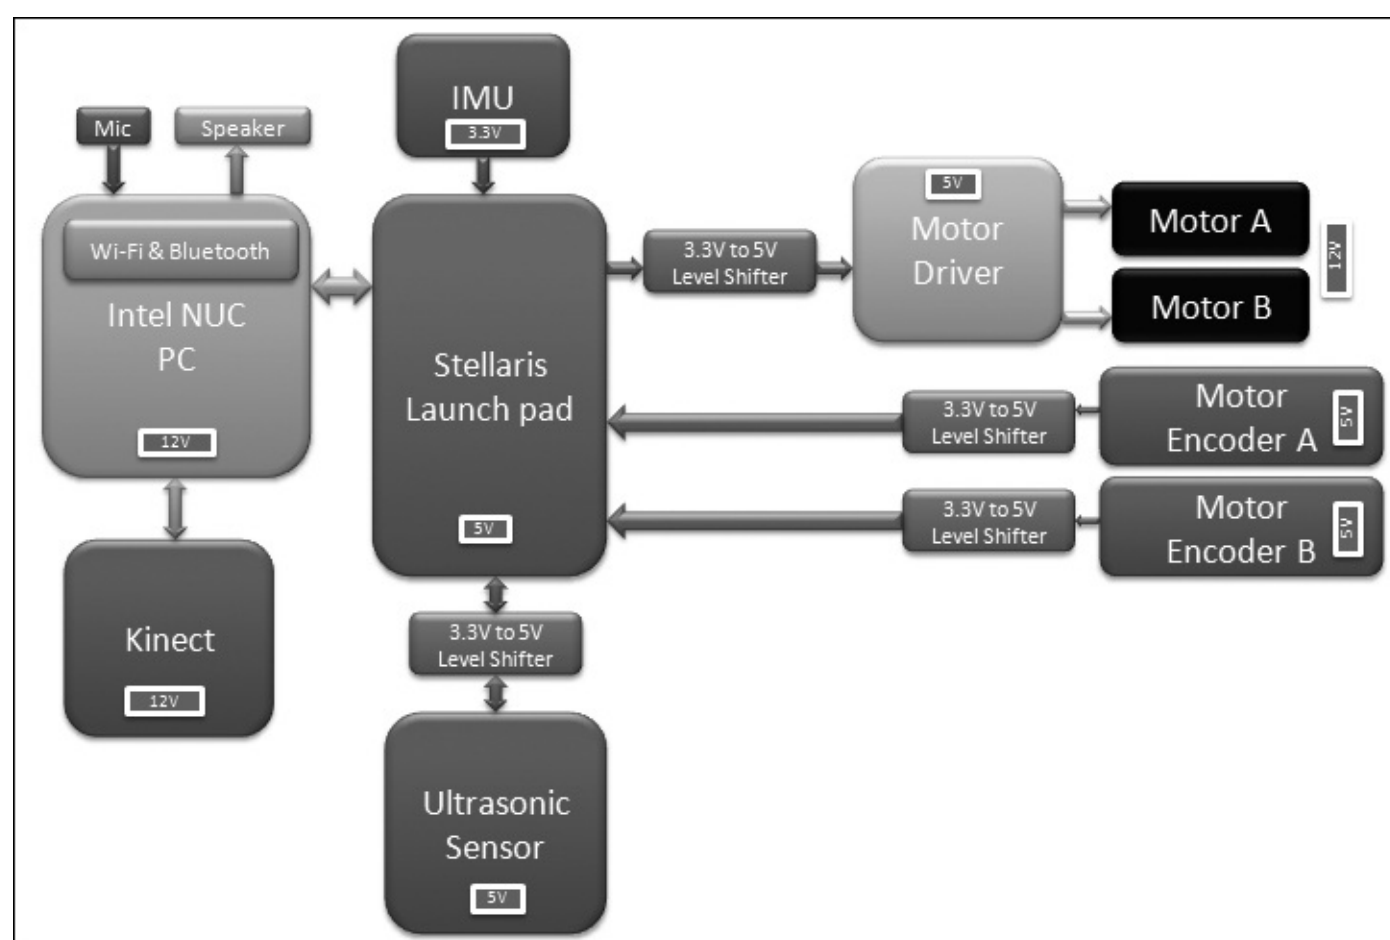 IMU
3.3V
Mic
Speaker
Wi-Fi & Bluetooth
Intel NUC
PC
12V
Kinect
12V
Stellaris
Launch pad
5V
3.3V to 5V
Level Shifter
Ultrasonic
Sensor
5V
3.3V to 5V
Level Shifter
5V
Motor
Driver
Motor A
Motor B
12V
3.3V to 5V
Level Shifter
Motor
Encoder A
5V
3.3V to 5V
Level Shifter
Motor
Encoder B
5V